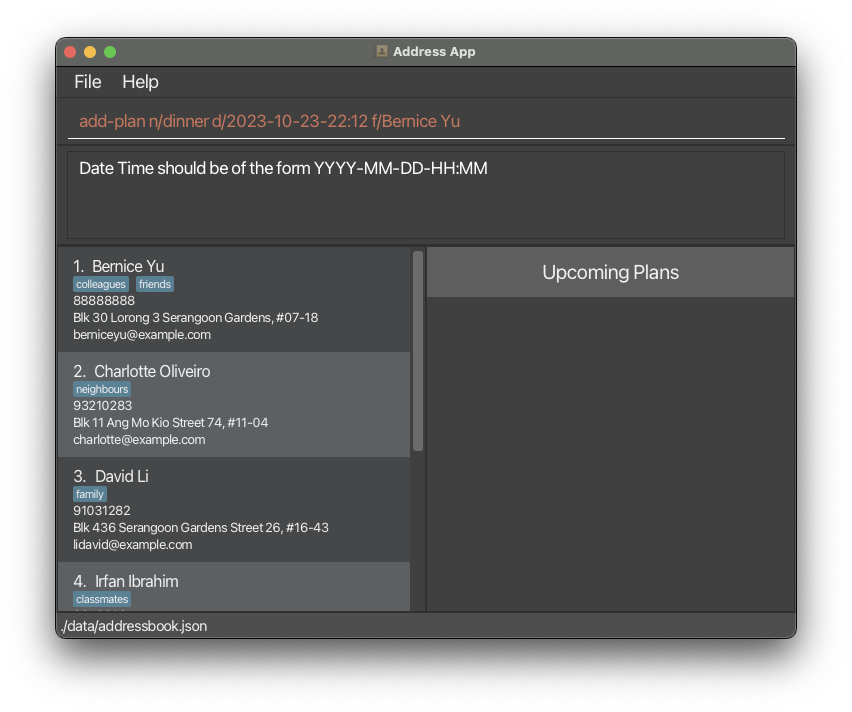 Address App
File Help
add-plan n/dinner d/2023-10-23-22:12 f/Bernice Yu
Date Time should be of the form YYYY-MM-DD-HH:MM
1. Bernice Yu
colleagues friends
88888888
Blk 30 Lorong 3 Serangoon Gardens, #07-18
berniceyu@example.com
2. Charlotte Oliveiro
neighbours
93210283
Blk 11 Ang Mo Kio Street 74, #11-04
charlotte@example.com
3. David Li
family
91031282
Blk 436 Serangoon Gardens Street 26, #16-43
lidavid@example.com
4. Irfan Ibrahim
classmates
Upcoming Plans
./data/addressbook.json